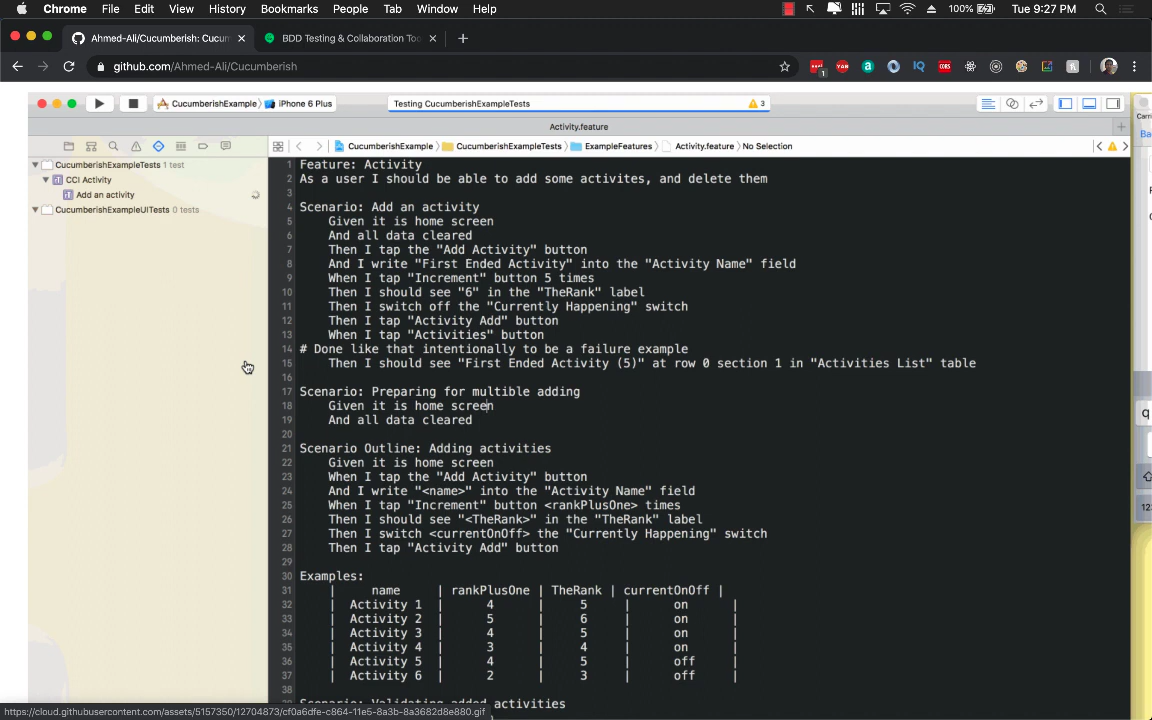 Chrome File Edit View History Bookmarks People Tab Window Help 100% Tue 9:27 PM
Ahmed-Ali/Cucumberish: Cucum BDD Testing & Collaboration Too
github.com/Ahmed-Ali/Cucumberish 1 YAR a IQ CORS
CucumberishExample iPhone 6 Plus Testing CucumberishExampleTests 3
Activity.feature
CucumberishExample CucumberishExampleTests ExampleFeatures Activity.feature No Selection
CucumberishExampleTests 1 test
CCI Activity
Add an activity
CucumberishExampleUITests 0 tests
1 Feature: Activity
2 As a user I should be able to add some activites, and delete them
3
4 Scenario: Add an activity
5 Given it is home screen
6 And all data cleared
7 Then I tap the "Add Activity" button
8 And I write "First Ended Activity" into the "Activity Name" field
9 When I tap "Increment" button 5 times
10 Then I should see "6" in the "TheRank" label
11 Then I switch off the "Currently Happening" switch
12 Then I tap "Activity Add" button
13 When I tap "Activities" button
14 # Done like that intentionally to be a failure example
15 Then I should see "First Ended Activity (5)" at row 0 section 1 in "Activities List" table
16
17 Scenario: Preparing for multible adding
18 Given it is home screen
19 And all data cleared
20
21 Scenario Outline: Adding activities
22 Given it is home screen
23 When I tap the "Add Activity" button
24 And I write "<name>" into the "Activity Name" field
25 When I tap "Increment" button <rankPlusOne> times
26 Then I should see "<TheRank>" in the "TheRank" label
27 Then I switch <currentOnOff> the "Currently Happening" switch
28 Then I tap "Activity Add" button
29
30 Examples:
31 | name | rankPlusOne | TheRank | currentOnOff |
32 | Activity 1 | 4 | 5 | on |
33 | Activity 2 | 5 | 6 | on |
34 | Activity 3 | 4 | 5 | on |
35 | Activity 4 | 3 | 4 | on |
36 | Activity 5 | 4 | 5 | off |
37 | Activity 6 | 2 | 3 | off |
38
Scenario: Validating added activities
Carri
Ba
q
123
https://cloud.githubusercontent.com/assets/5157350/12704873/cf0a6dfe-c864-11e5-8a3b-8a3682d8e880.gif